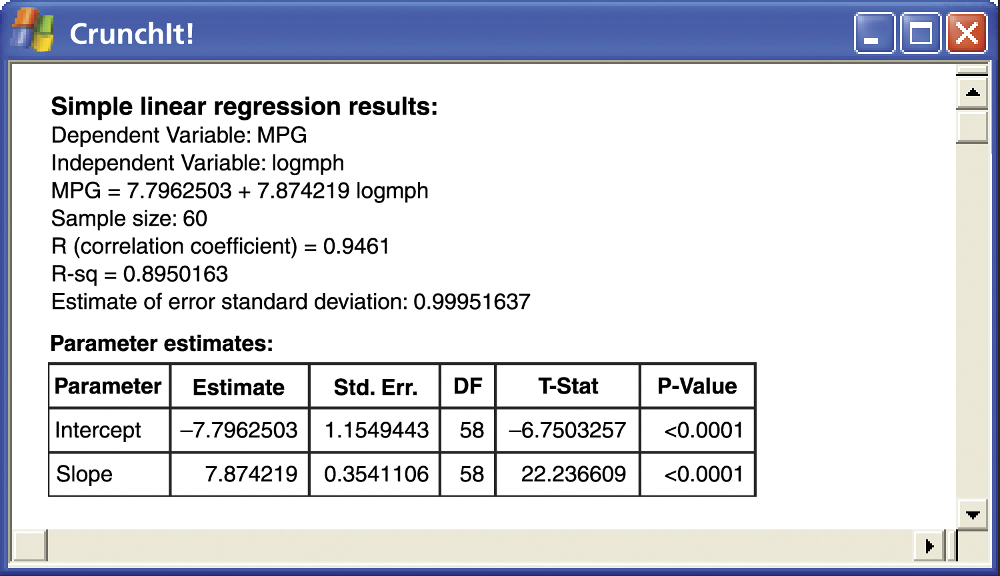 CrunchIt!
Simple linear regression results:
Dependent Variable: MPG
Independent Variable: logmph
MPG = 7.7962503 + 7.874219 logmph
Sample size: 60
R (correlation coefficient) = 0.9461
R-sq = 0.8950163
Estimate of error standard deviation: 0.99951637
Parameter estimates:
Parameter Estimate Std. Err. DF T-Stat P-Value
Intercept –7.7962503 1.1549443 58 –6.7503257 <0.0001
Slope 7.874219 0.3541106 58 22.236609 <0.0001